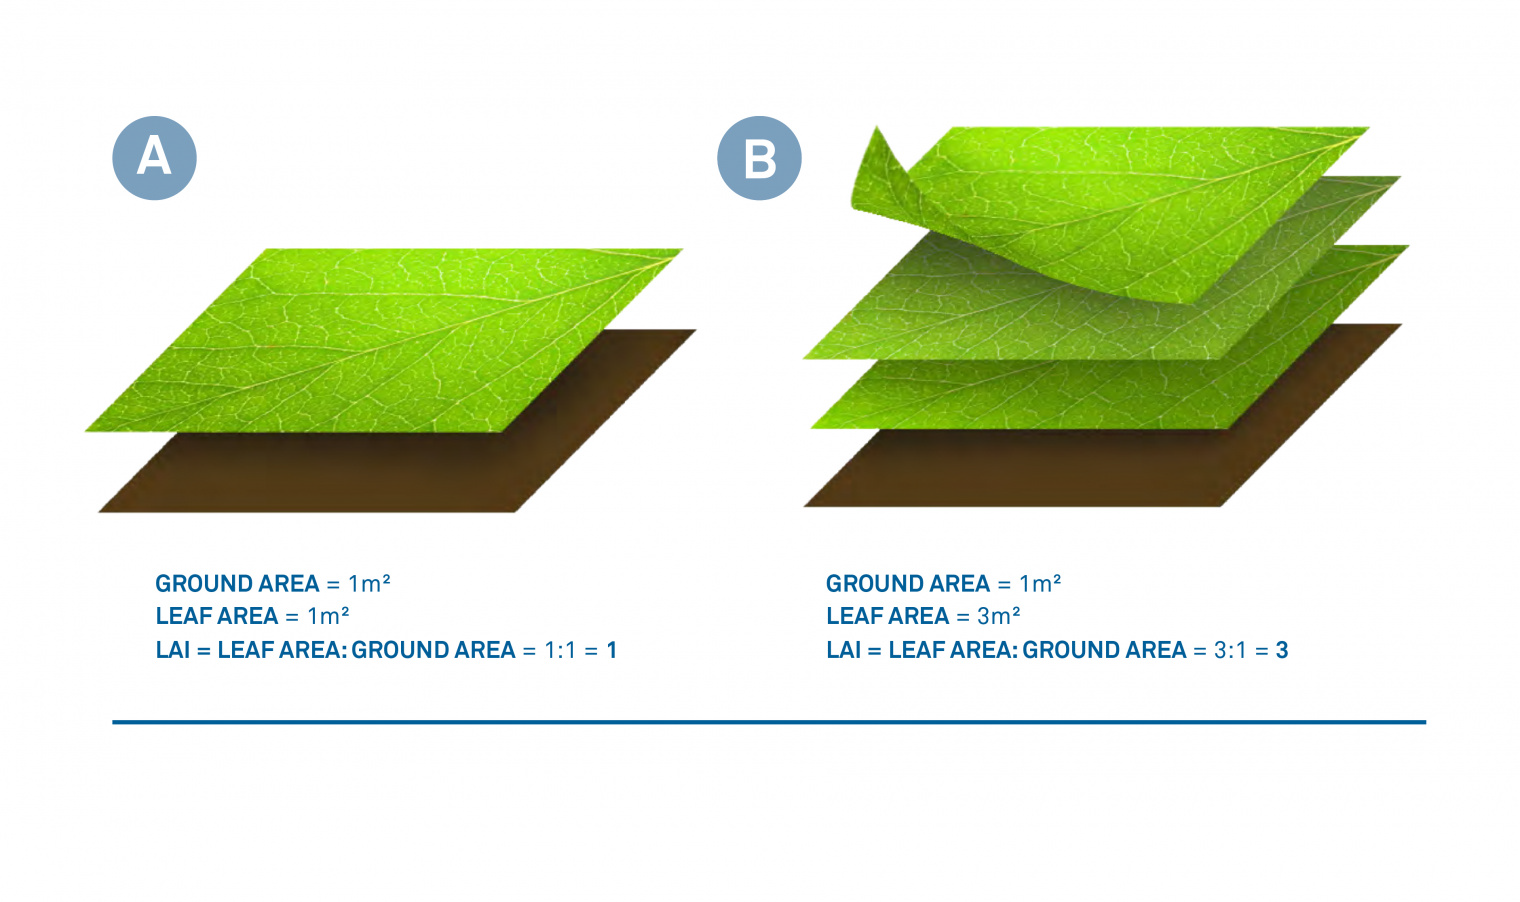 A
GROUND AREA = 1m²
LEAF AREA = 1m²
LAI = LEAF AREA: GROUND AREA = 1:1 = 1
B
GROUND AREA = 1m²
LEAF AREA = 3m²
LAI = LEAF AREA: GROUND AREA = 3:1 = 3